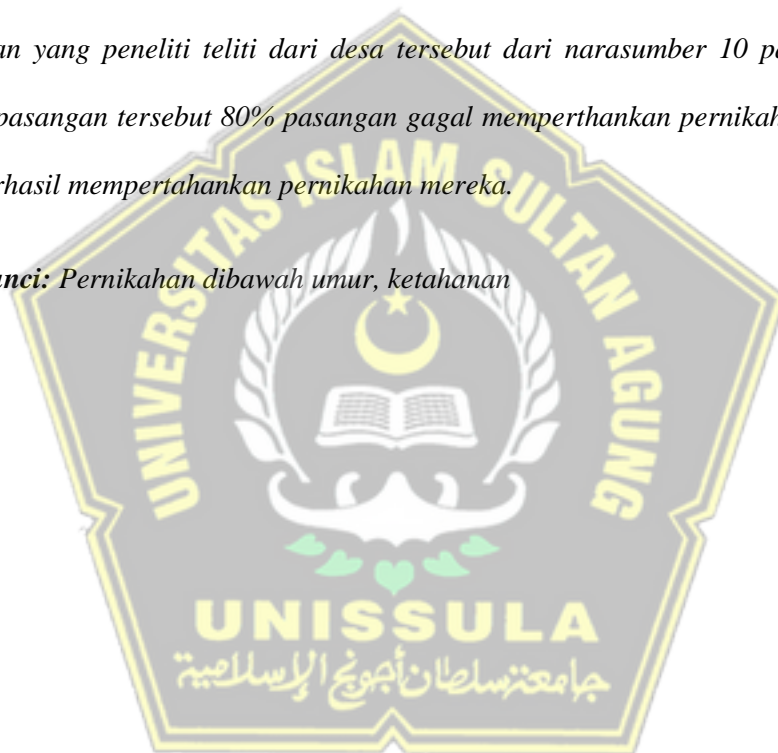 an yang peneliti teliti dari desa tersebut dari narasumber 10 pa
pasangan tersebut 80% pasangan gagal memperthankan pernikah
rhasil mempertahankan pernikahan mereka.
nci: Pernikahan dibawah umur, ketahanan
UNIVERSITAS ISLAM SULTAN AGUNG
UNISSULA
جامعة سلطان أجونج الإسلامية